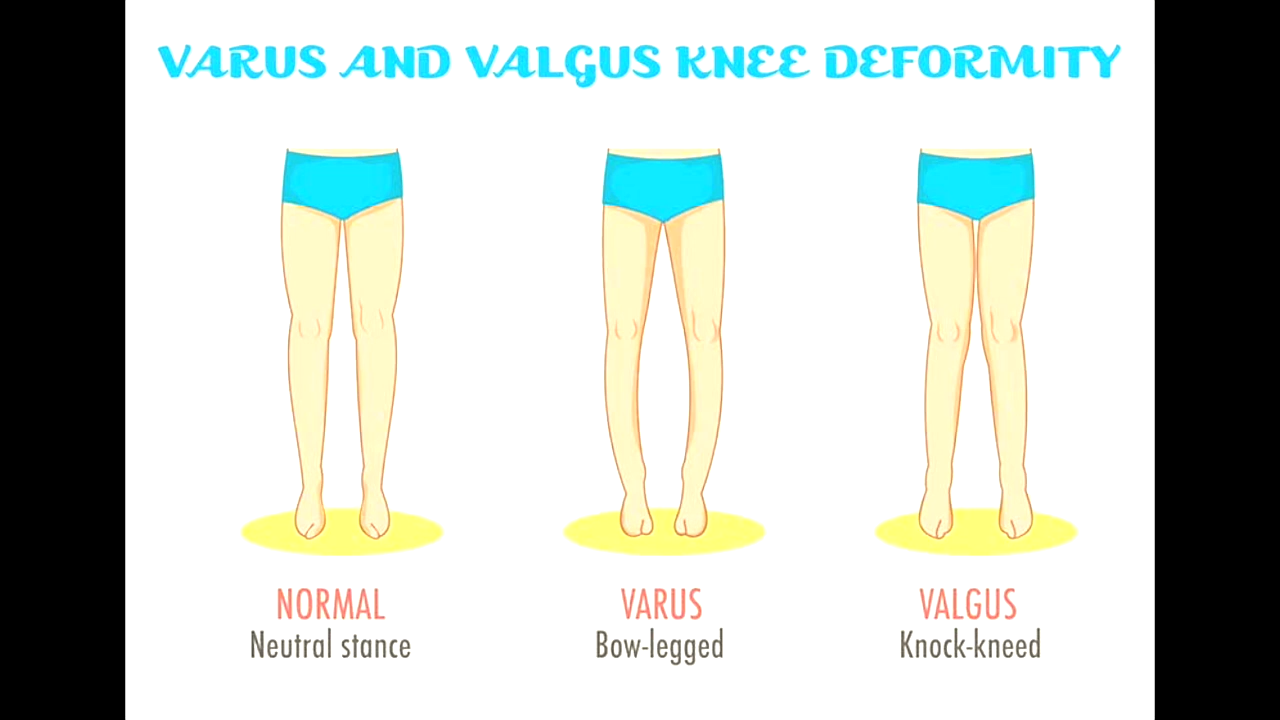 VARUS AND VALGUS KNEE DEFORMITY
NORMAL
Neutral stance
VARUS
Bow-legged
VALGUS
Knock-kneed